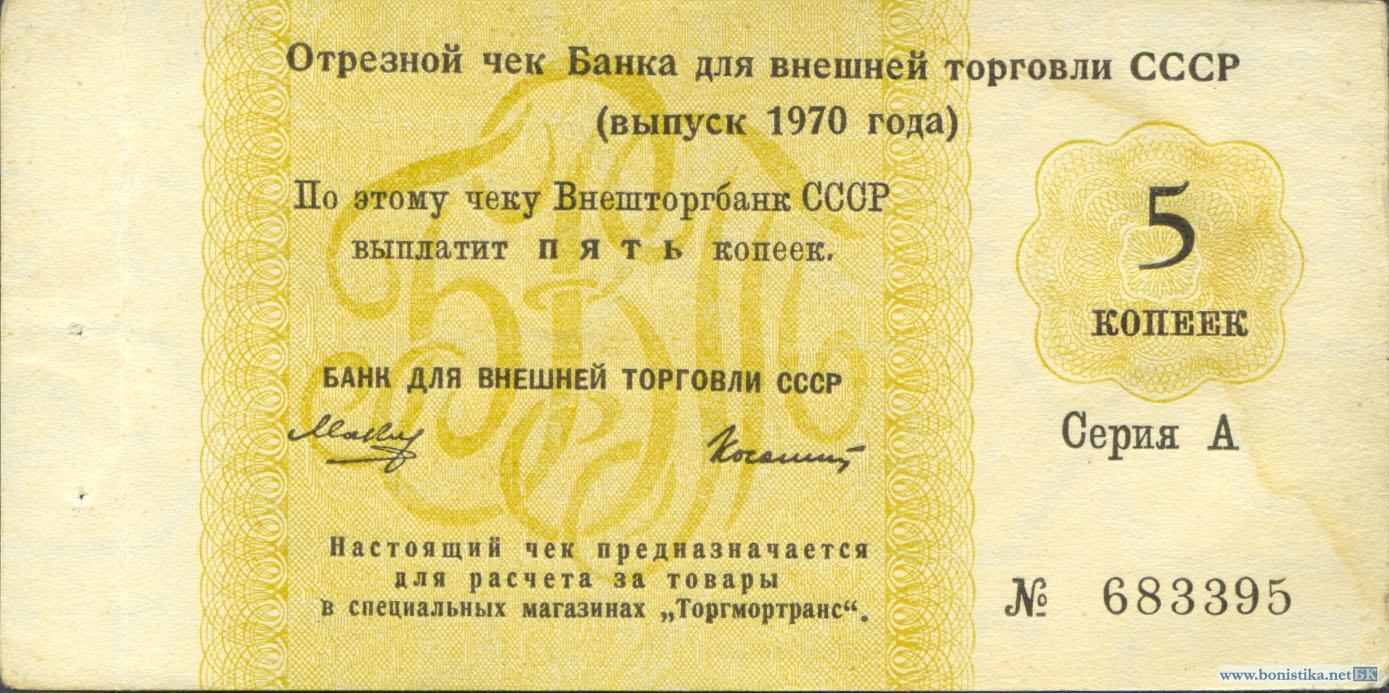 Отрезной чек Банка для внешней торговли СССР
(выпуск 1970 года)
По этому чеку Внешторгбанк СССР
выплатит пять копеек.
5
КОПЕЕК
БАНК ДЛЯ ВНЕШНЕЙ ТОРГОВЛИ СССР
Серия А
Настоящий чек предназначается
для расчета за товары
в специальных магазинах „Торгмортранс“.
№ 683395
www.bonistika.net БК